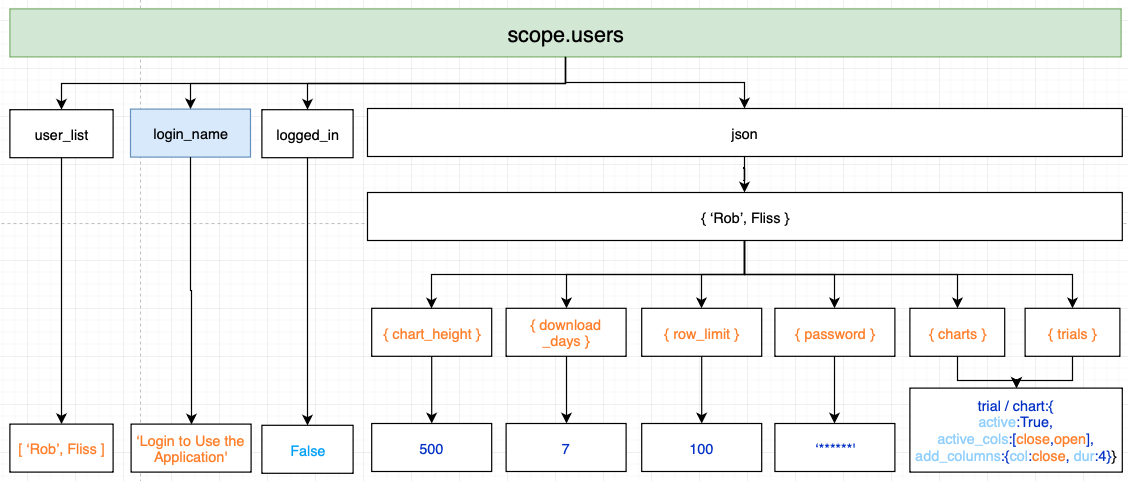 scope.users
user_list
login_name
logged_in
json
{ ‘Rob’, Fliss }
{ chart_height }
{ download
_days }
{ row_limit }
{ password }
{ charts }
{ trials }
[ ‘Rob’, Fliss ]
‘Login to Use the
Application'
False
500
7
100
‘******'
trial / chart:{
active:True,
active_cols:[close,open],
add_columns:{col:close, dur:4}}